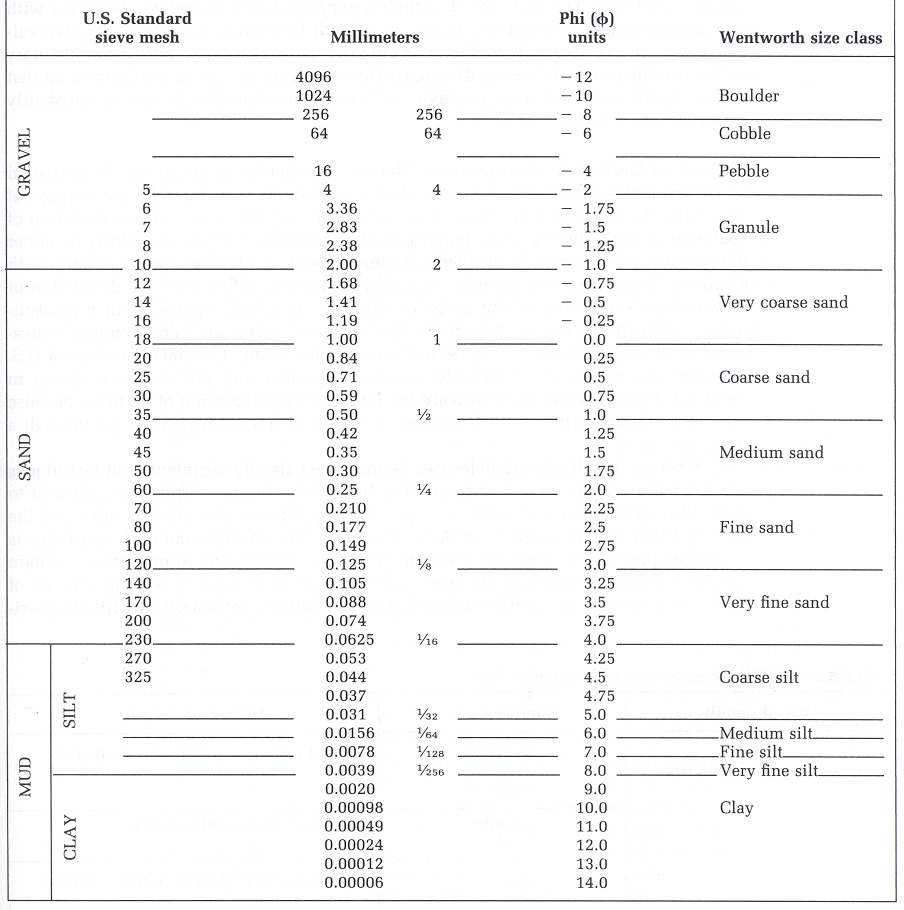 U.S. Standard sieve mesh Millimeters Phi (ϕ) units Wentworth size class
GRAVEL
4096 −12
1024 −10 Boulder
256 256 − 8
64 64 − 6 Cobble
16 − 4 Pebble
5 4 4 − 2
6 3.36 − 1.75
7 2.83 − 1.5 Granule
8 2.38 − 1.25
10 2.00 2 − 1.0
SAND
12 1.68 − 0.75
14 1.41 − 0.5 Very coarse sand
16 1.19 − 0.25
18 1.00 1 0.0
20 0.84 0.25
25 0.71 0.5 Coarse sand
30 0.59 0.75
35 0.50 ½ 1.0
40 0.42 1.25
45 0.35 1.5 Medium sand
50 0.30 1.75
60 0.25 ¼ 2.0
70 0.210 2.25
80 0.177 2.5 Fine sand
100 0.149 2.75
120 0.125 ⅛ 3.0
140 0.105 3.25
170 0.088 3.5 Very fine sand
200 0.074 3.75
230 0.0625 1/16 4.0
MUD
SILT
270 0.053 4.25
325 0.044 4.5 Coarse silt
0.037 4.75
0.031 1/32 5.0
0.0156 1/64 6.0 Medium silt
0.0078 1/128 7.0 Fine silt
0.0039 1/256 8.0 Very fine silt
CLAY
0.0020 9.0
0.00098 10.0 Clay
0.00049 11.0
0.00024 12.0
0.00012 13.0
0.00006 14.0